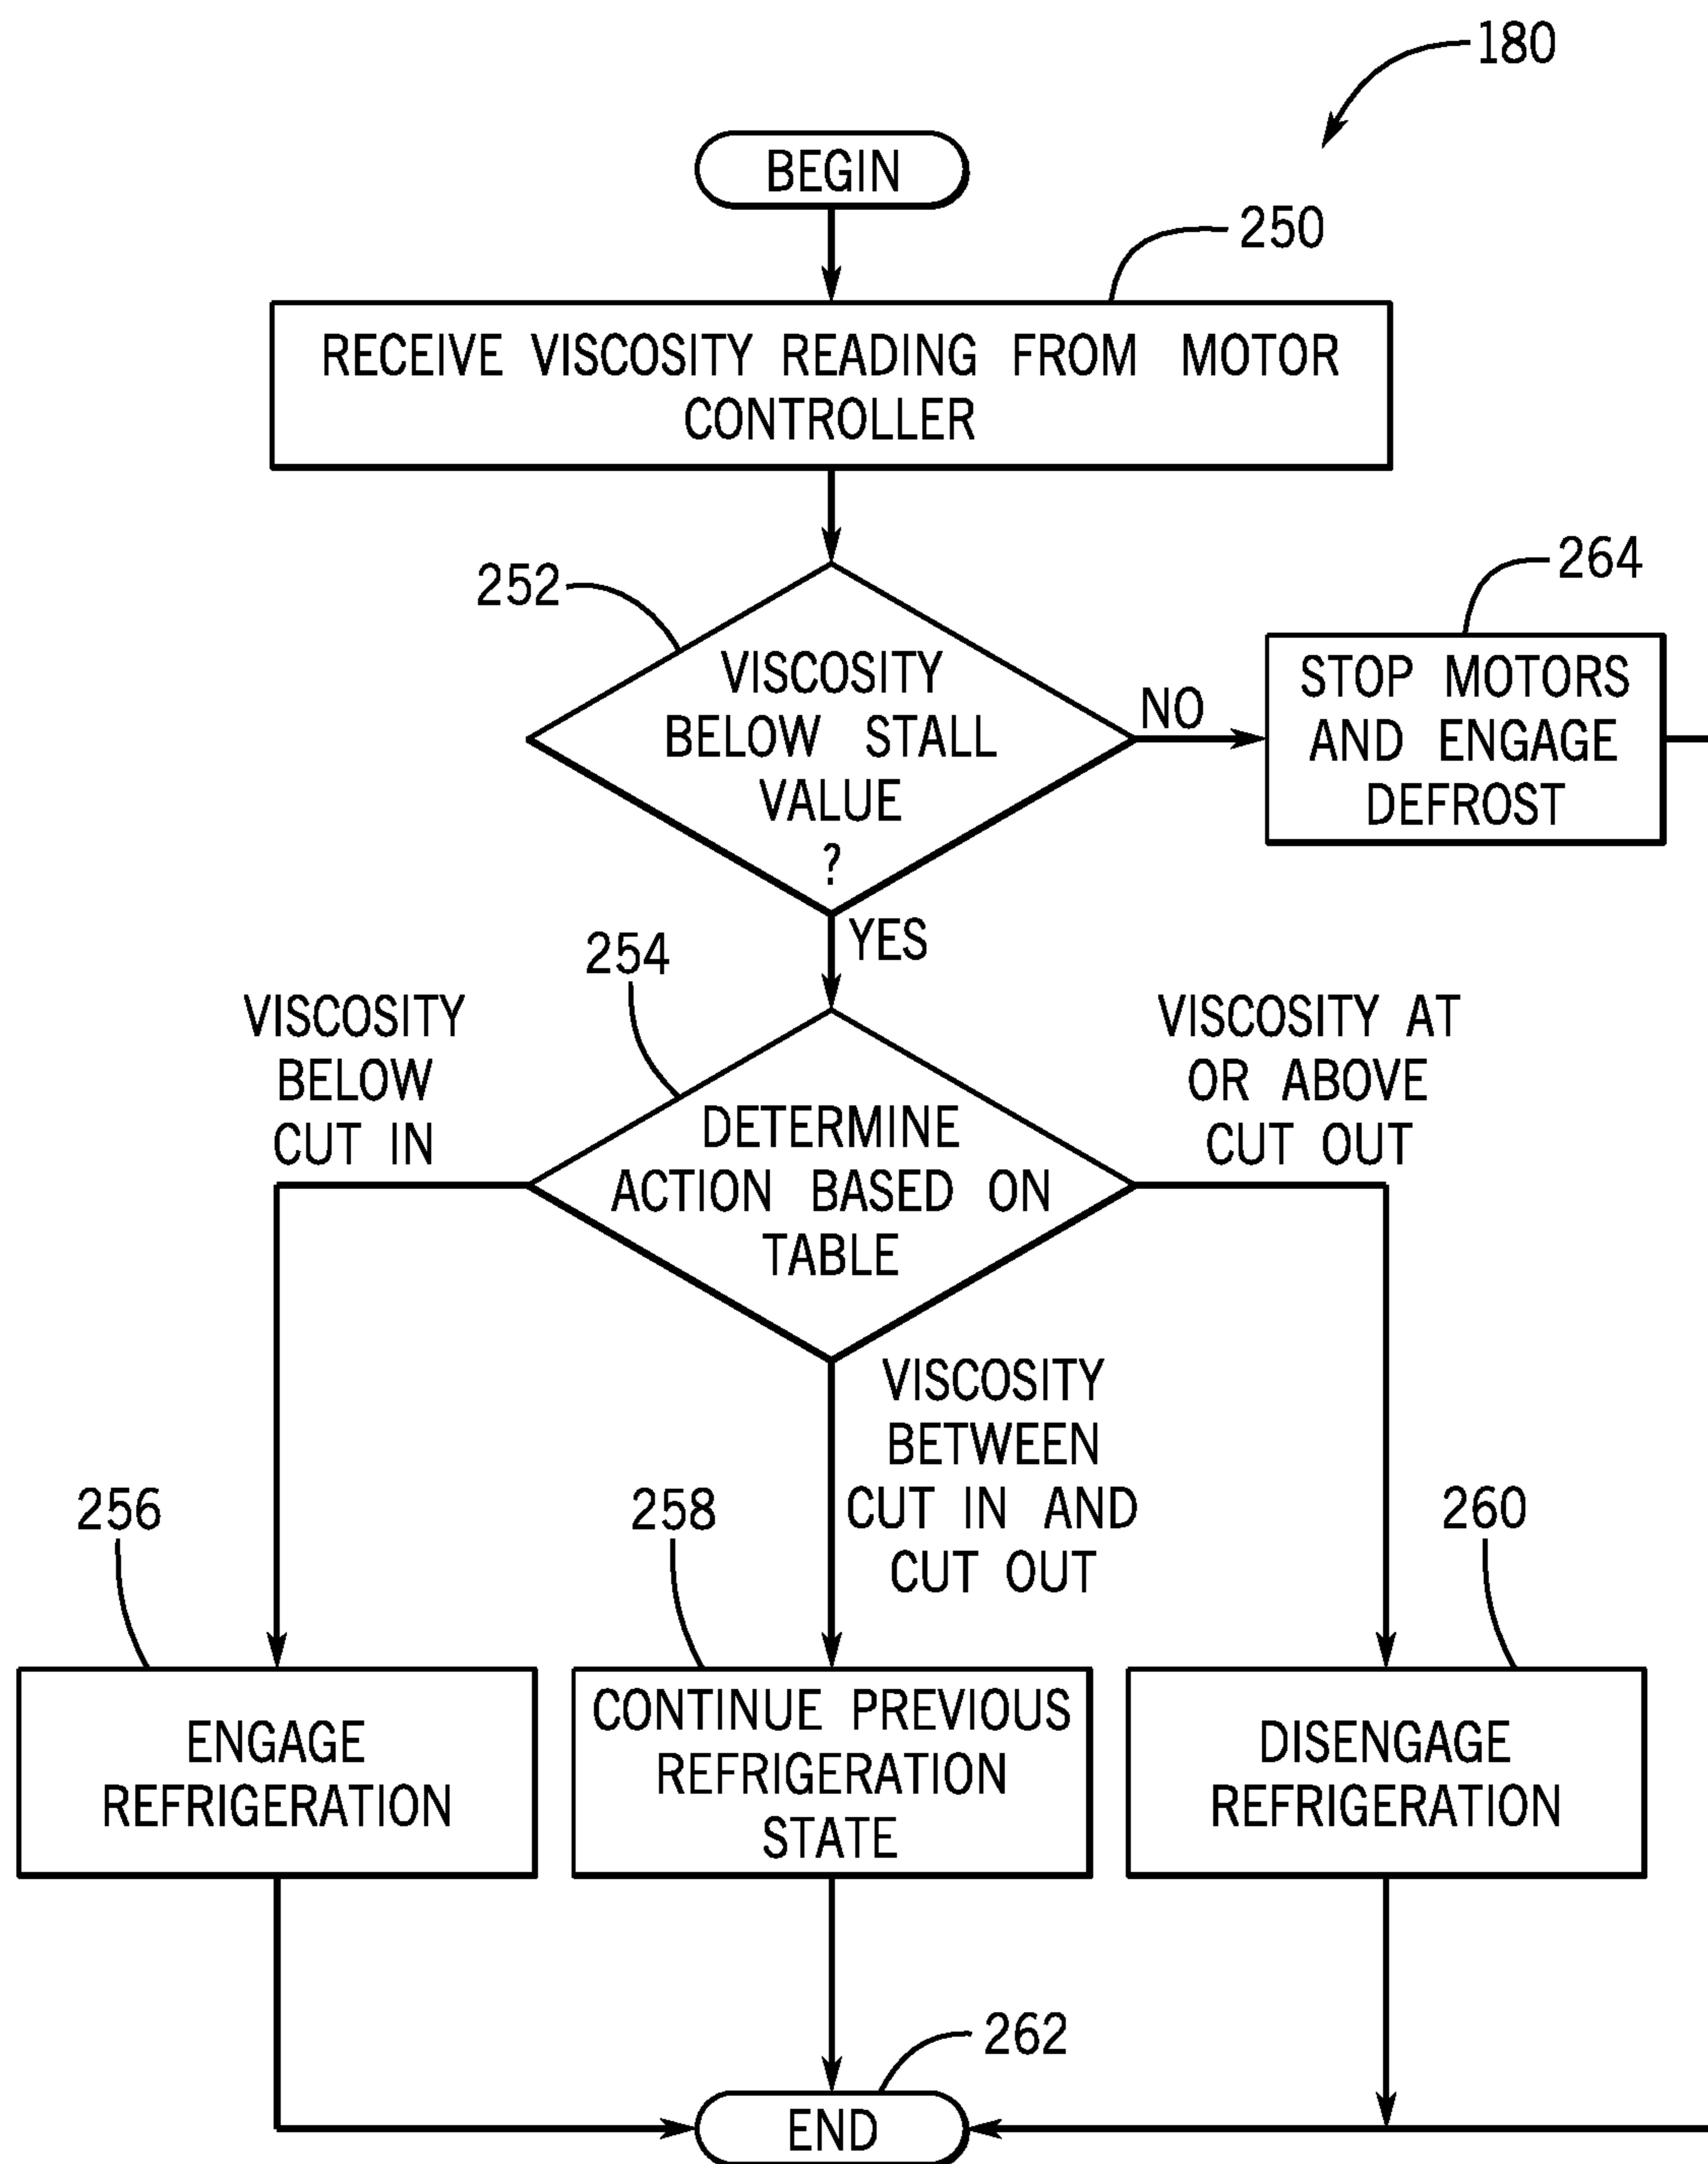 180
BEGIN
250
RECEIVE VISCOSITY READING FROM MOTOR
CONTROLLER
252
VISCOSITY
BELOW STALL
VALUE
?
NO
264
STOP MOTORS
AND ENGAGE
DEFROST
YES
254
VISCOSITY
BELOW
CUT IN
DETERMINE
ACTION BASED ON
TABLE
VISCOSITY AT
OR ABOVE
CUT OUT
VISCOSITY
BETWEEN
CUT IN AND
CUT OUT
256
ENGAGE
REFRIGERATION
258
CONTINUE PREVIOUS
REFRIGERATION
STATE
260
DISENGAGE
REFRIGERATION
262
END